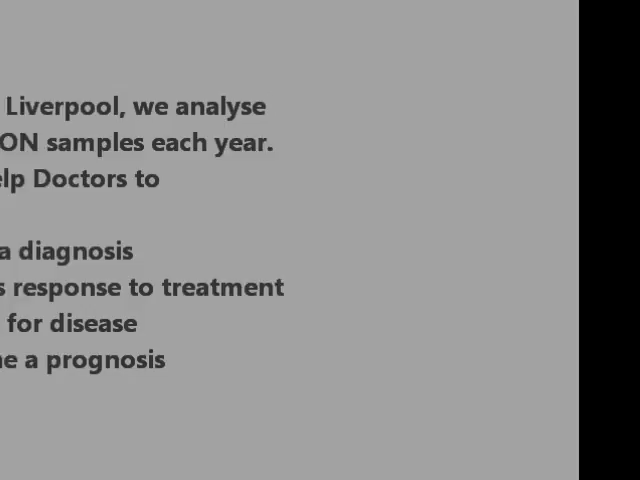 Liverpool, we analyse
ON samples each year.
elp Doctors to
a diagnosis
s response to treatment
for disease
ne a prognosis